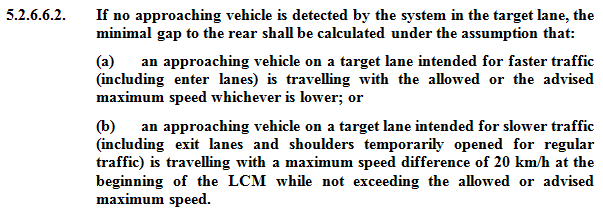 5.2.6.6.2. If no approaching vehicle is detected by the system in the target lane, the
minimal gap to the rear shall be calculated under the assumption that:
(a) an approaching vehicle on a target lane intended for faster traffic
(including enter lanes) is travelling with the allowed or the advised
maximum speed whichever is lower; or
(b) an approaching vehicle on a target lane intended for slower traffic
(including exit lanes and shoulders temporarily opened for regular
traffic) is travelling with a maximum speed difference of 20 km/h at the
beginning of the LCM while not exceeding the allowed or advised
maximum speed.